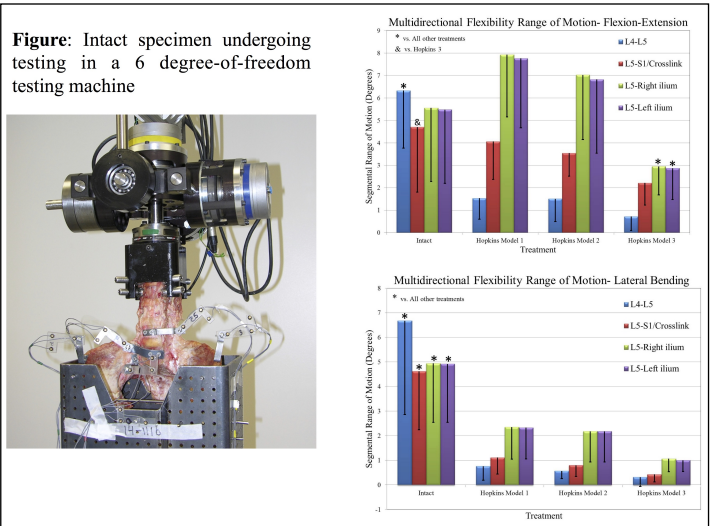 Figure: Intact specimen undergoing
testing in a 6 degree-of-freedom
testing machine
Multidirectional Flexibility Range of Motion- Flexion-Extension
* vs. All other treatments
& vs. Hopkins 3
L4-L5
L5-S1/Crosslink
L5-Right ilium
L5-Left ilium
Segmental Range of Motion (Degrees)
9
8
7
6
5
4
3
2
1
0
*
&
* *
Intact Hopkins Model 1 Hopkins Model 2 Hopkins Model 3
Treatment
Multidirectional Flexibility Range of Motion- Lateral Bending
* vs. All other treatments
L4-L5
L5-S1/Crosslink
L5-Right ilium
L5-Left ilium
Segmental Range of Motion (Degrees)
8
7
6
5
4
3
2
1
0
-1
* * * *
Intact Hopkins Model 1 Hopkins Model 2 Hopkins Model 3
Treatment